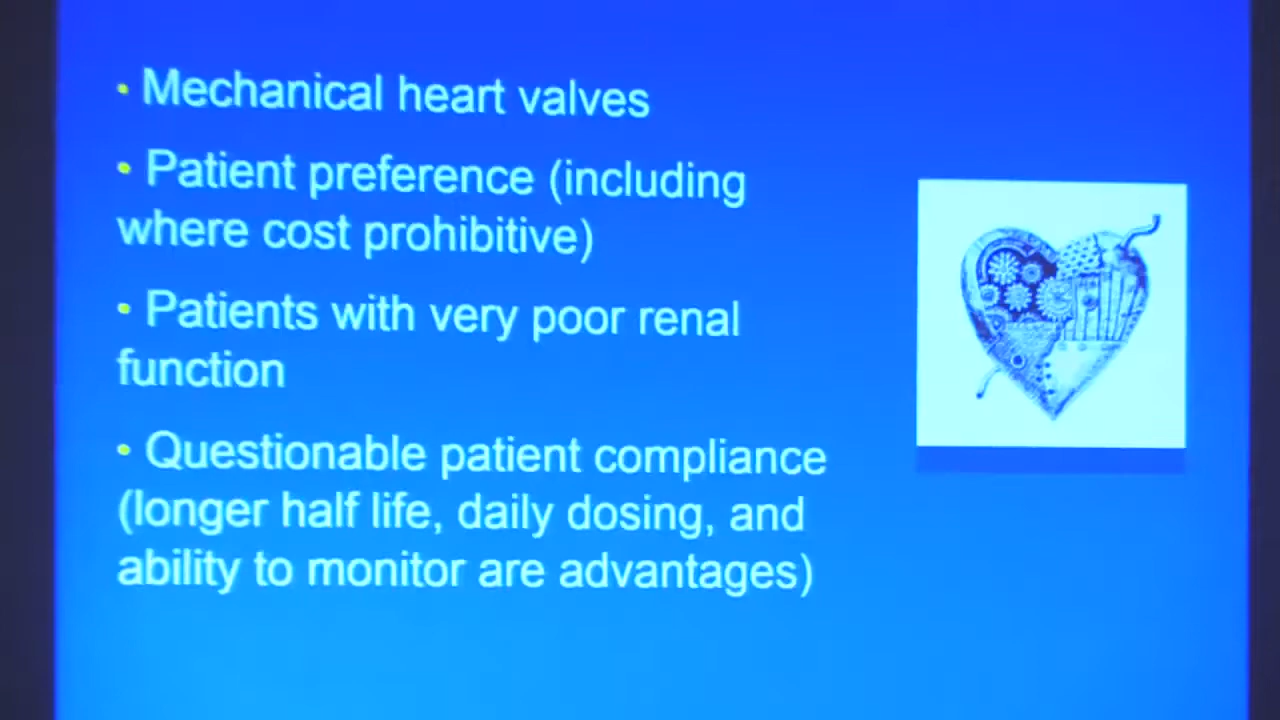 • Mechanical heart valves
• Patient preference (including
where cost prohibitive)
• Patients with very poor renal
function
• Questionable patient compliance
(longer half life, daily dosing, and
ability to monitor are advantages)